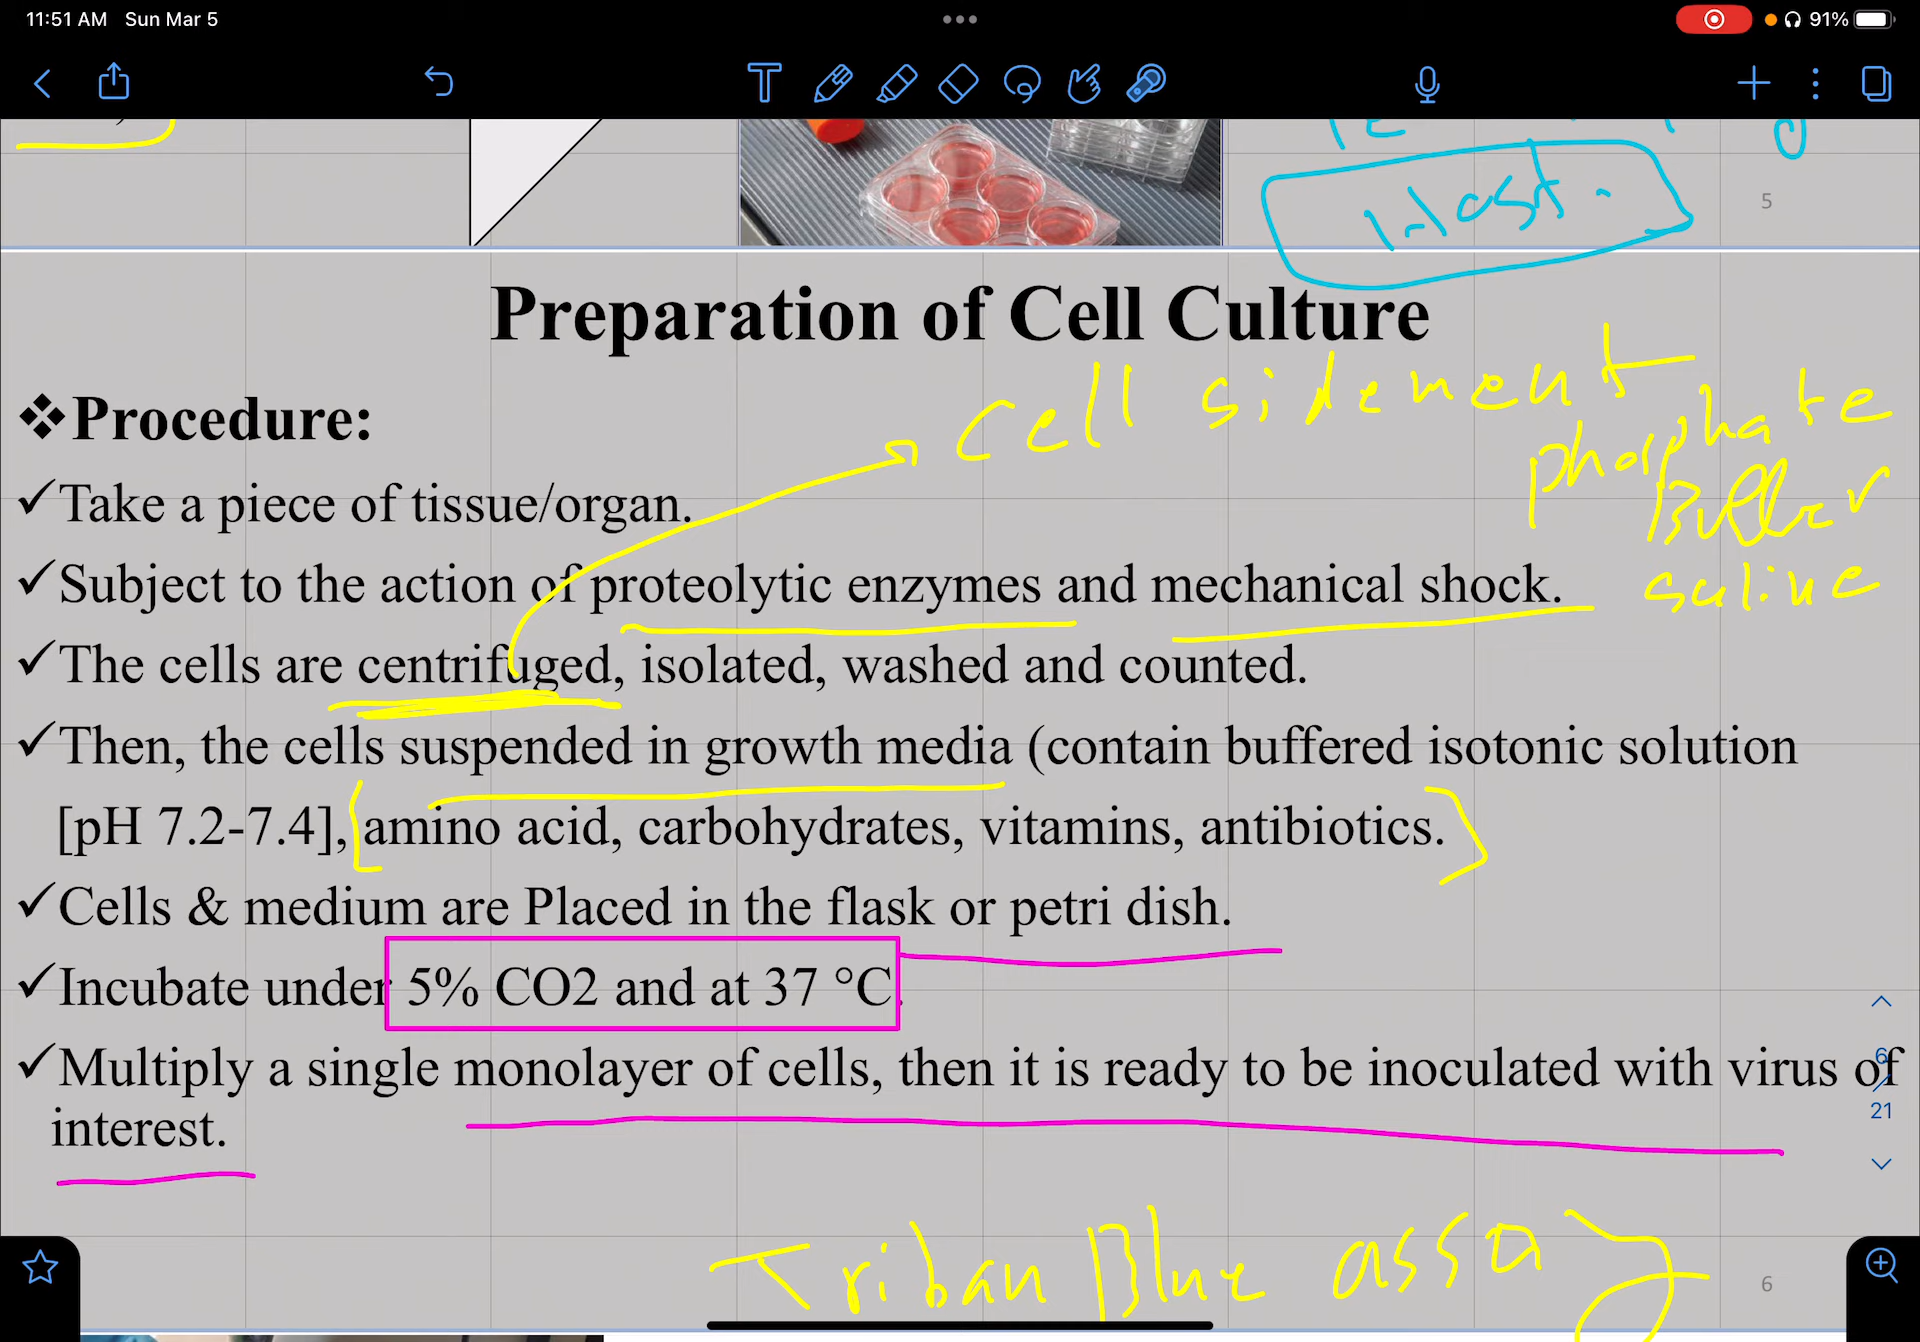 11:51 AM Sun Mar 5
91%
Host.
5
Preparation of Cell Culture
cell sidement
❖Procedure:
phosphate
Buffer
saline
✓Take a piece of tissue/organ.
✓Subject to the action of proteolytic enzymes and mechanical shock.
✓The cells are centrifuged, isolated, washed and counted.
✓Then, the cells suspended in growth media (contain buffered isotonic solution
[pH 7.2-7.4], amino acid, carbohydrates, vitamins, antibiotics.
✓Cells & medium are Placed in the flask or petri dish.
✓Incubate under 5% CO2 and at 37 °C.
✓Multiply a single monolayer of cells, then it is ready to be inoculated with virus of
interest.
6
/
21
Triban Blue assay
6